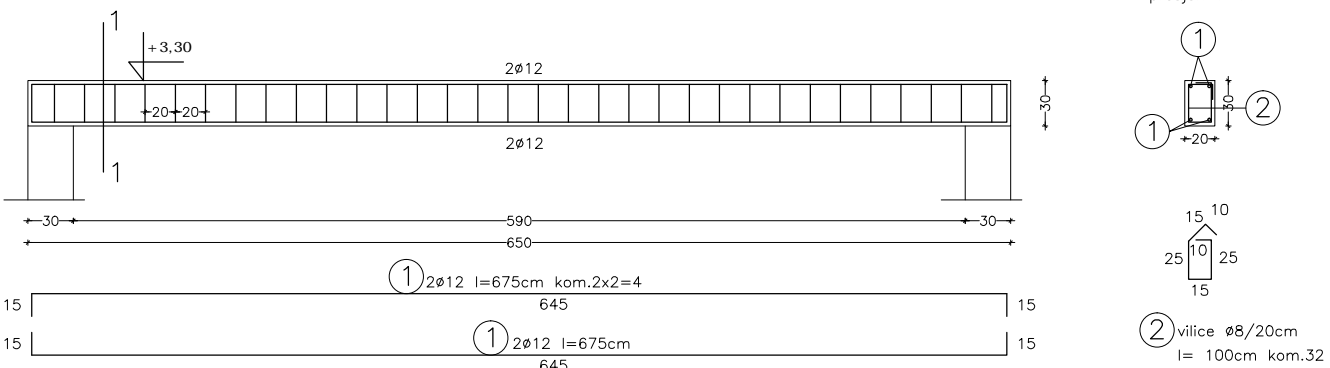 1
+3,30
2ø12
20 20
30
2ø12
1
30 590 30
650
1 2ø12 l=675cm kom.2x2=4
15 645 15
1 2ø12 l=675cm
15 645 15
1
30
2
1
20
15 10
25 10 25
15
2 vilice ø8/20cm
l= 100cm kom.32